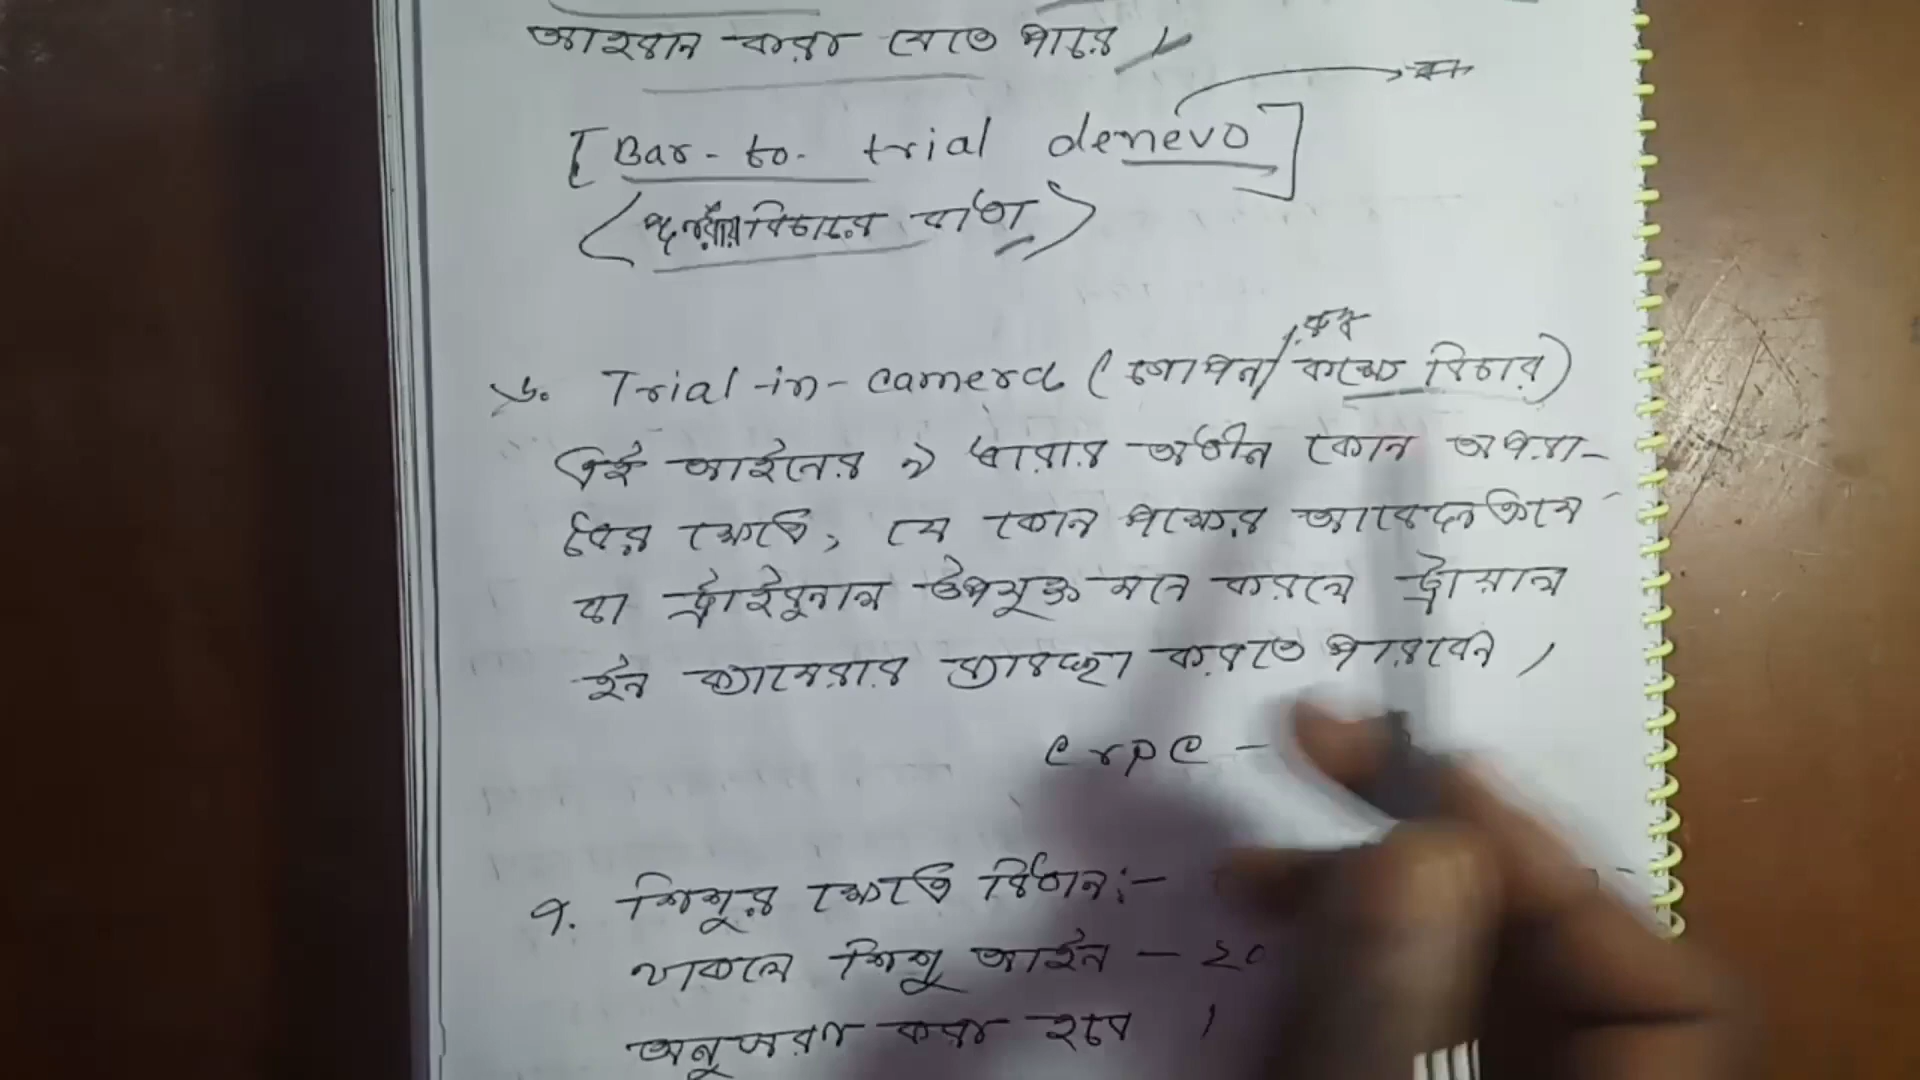 আহবান করা যেতে পারে ।
[Bar-to-trial denevo]
(পুনরায় বিচারে বাধা)
৬. Trial-in-camera (গোপন/ কক্ষে বিচার)
এই আইনের ৯ ধারার অধীন কোন অপরা-
ধের ক্ষেত্রে, যে কোন পক্ষের আবেদনক্রমে
বা ট্রাইবুনাল উপযুক্ত মনে করলে ট্রায়াল
ইন ক্যামেরার ব্যবস্থা করতে পারবেন ।
crpc -
৭. শিশুর ক্ষেত্রে বিধান:-
থাকলে শিশু আইন - ২০
অনুসরণ করা হবে ।